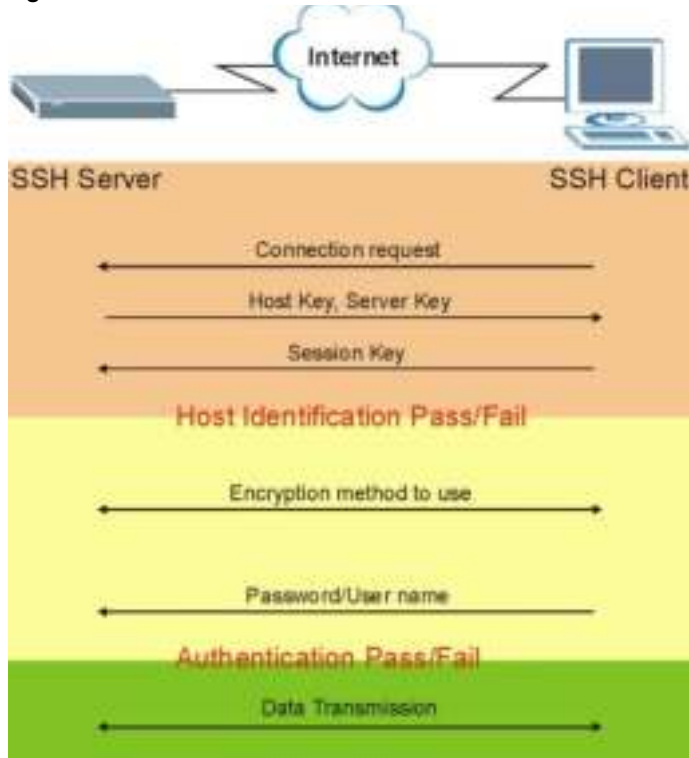 Internet
SSH Server
SSH Client
Connection request
Host Key, Server Key
Session Key
Host Identification Pass/Fail
Encryption method to use
Password/User name
Authentication Pass/Fail
Data Transmission